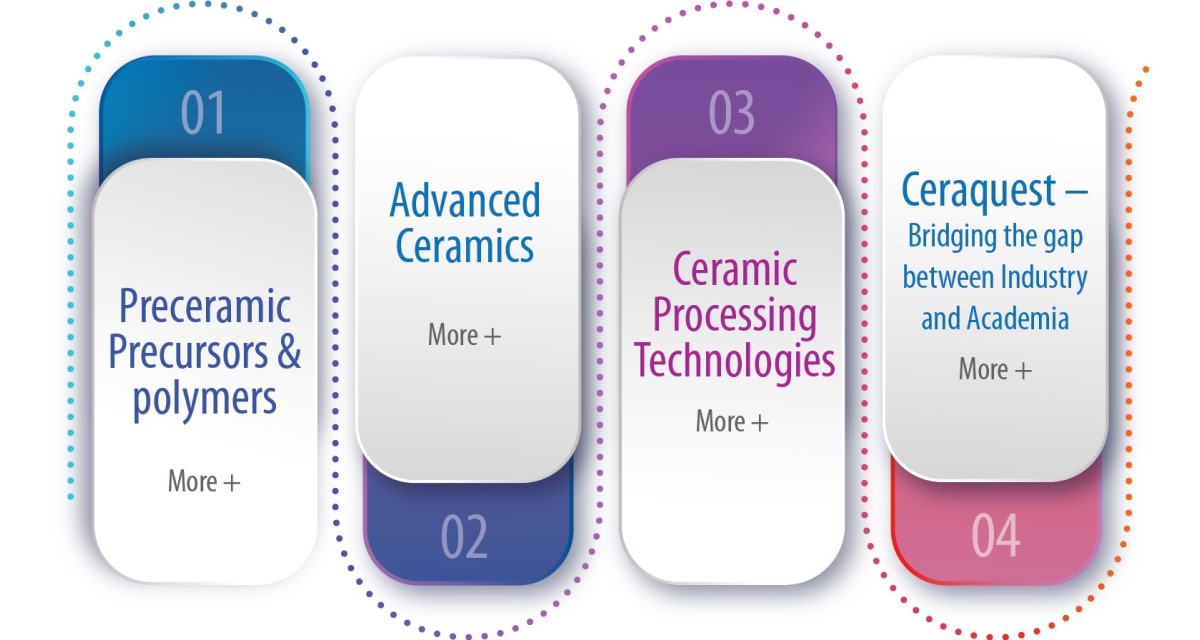 01
Preceramic
Precursors &
polymers
More +
Advanced
Ceramics
More +
02
03
Ceramic
Processing
Technologies
More +
Ceraquest –
Bridging the gap
between Industry
and Academia
More +
04